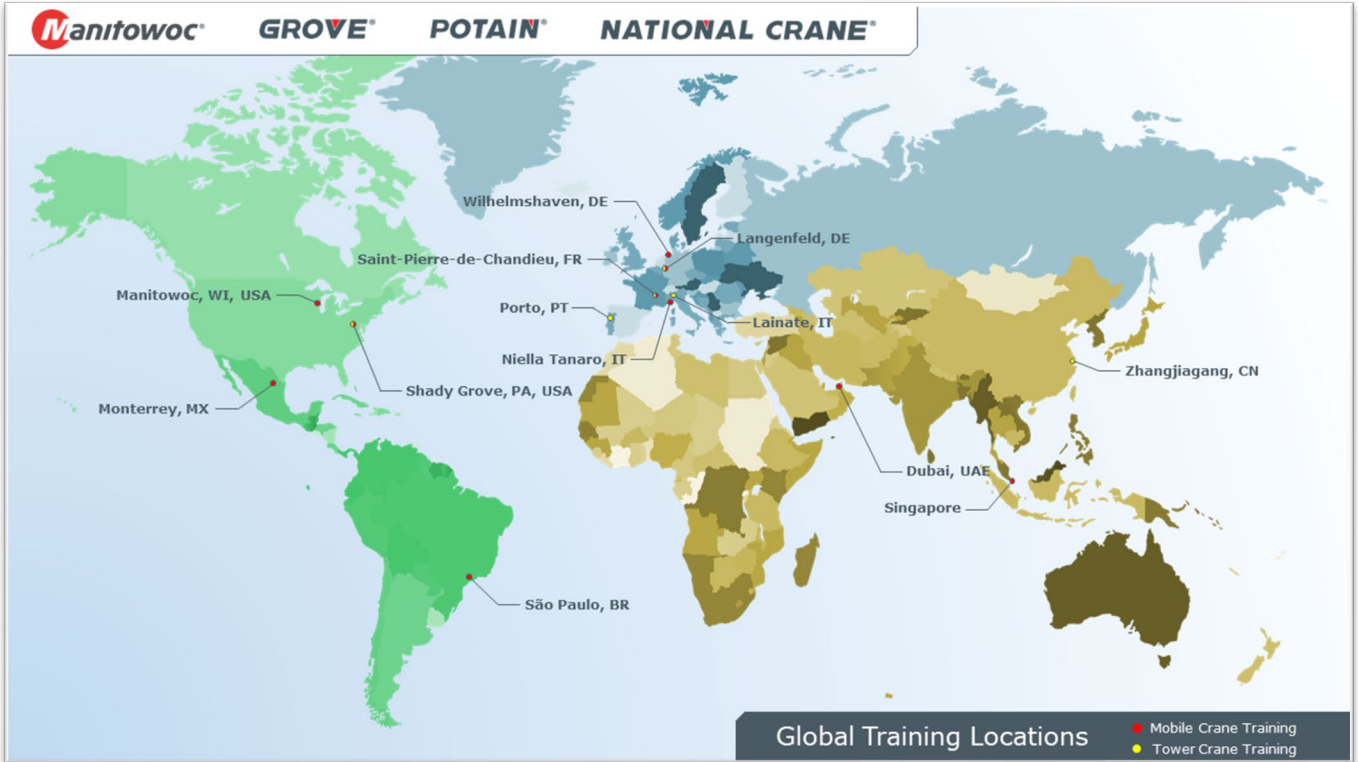 Manitowoc® GROVE® POTAIN® NATIONAL CRANE®
Wilhelmshaven, DE
Langenfeld, DE
Saint-Pierre-de-Chandieu, FR
Manitowoc, WI, USA
Porto, PT
Lainate, IT
Niella Tanaro, IT
Zhangjiagang, CN
Shady Grove, PA, USA
Monterrey, MX
Dubai, UAE
Singapore
São Paulo, BR
Global Training Locations
Mobile Crane Training
Tower Crane Training